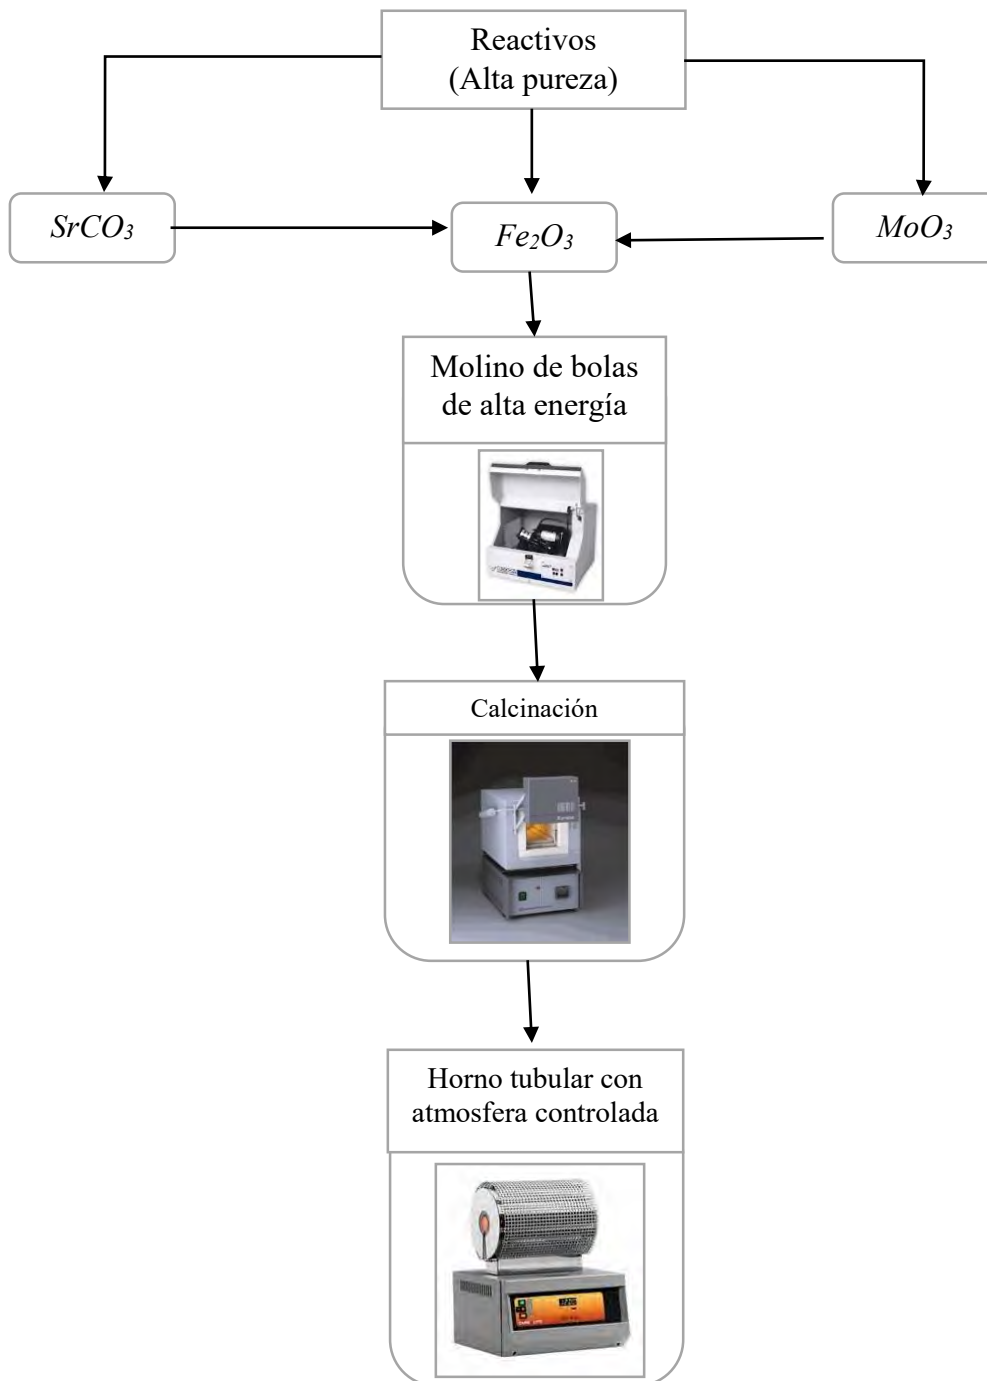 Reactivos
(Alta pureza)
SrCO₃
Fe₂O₃
MoO₃
Molino de bolas
de alta energía
Calcinación
Horno tubular con
atmosfera controlada